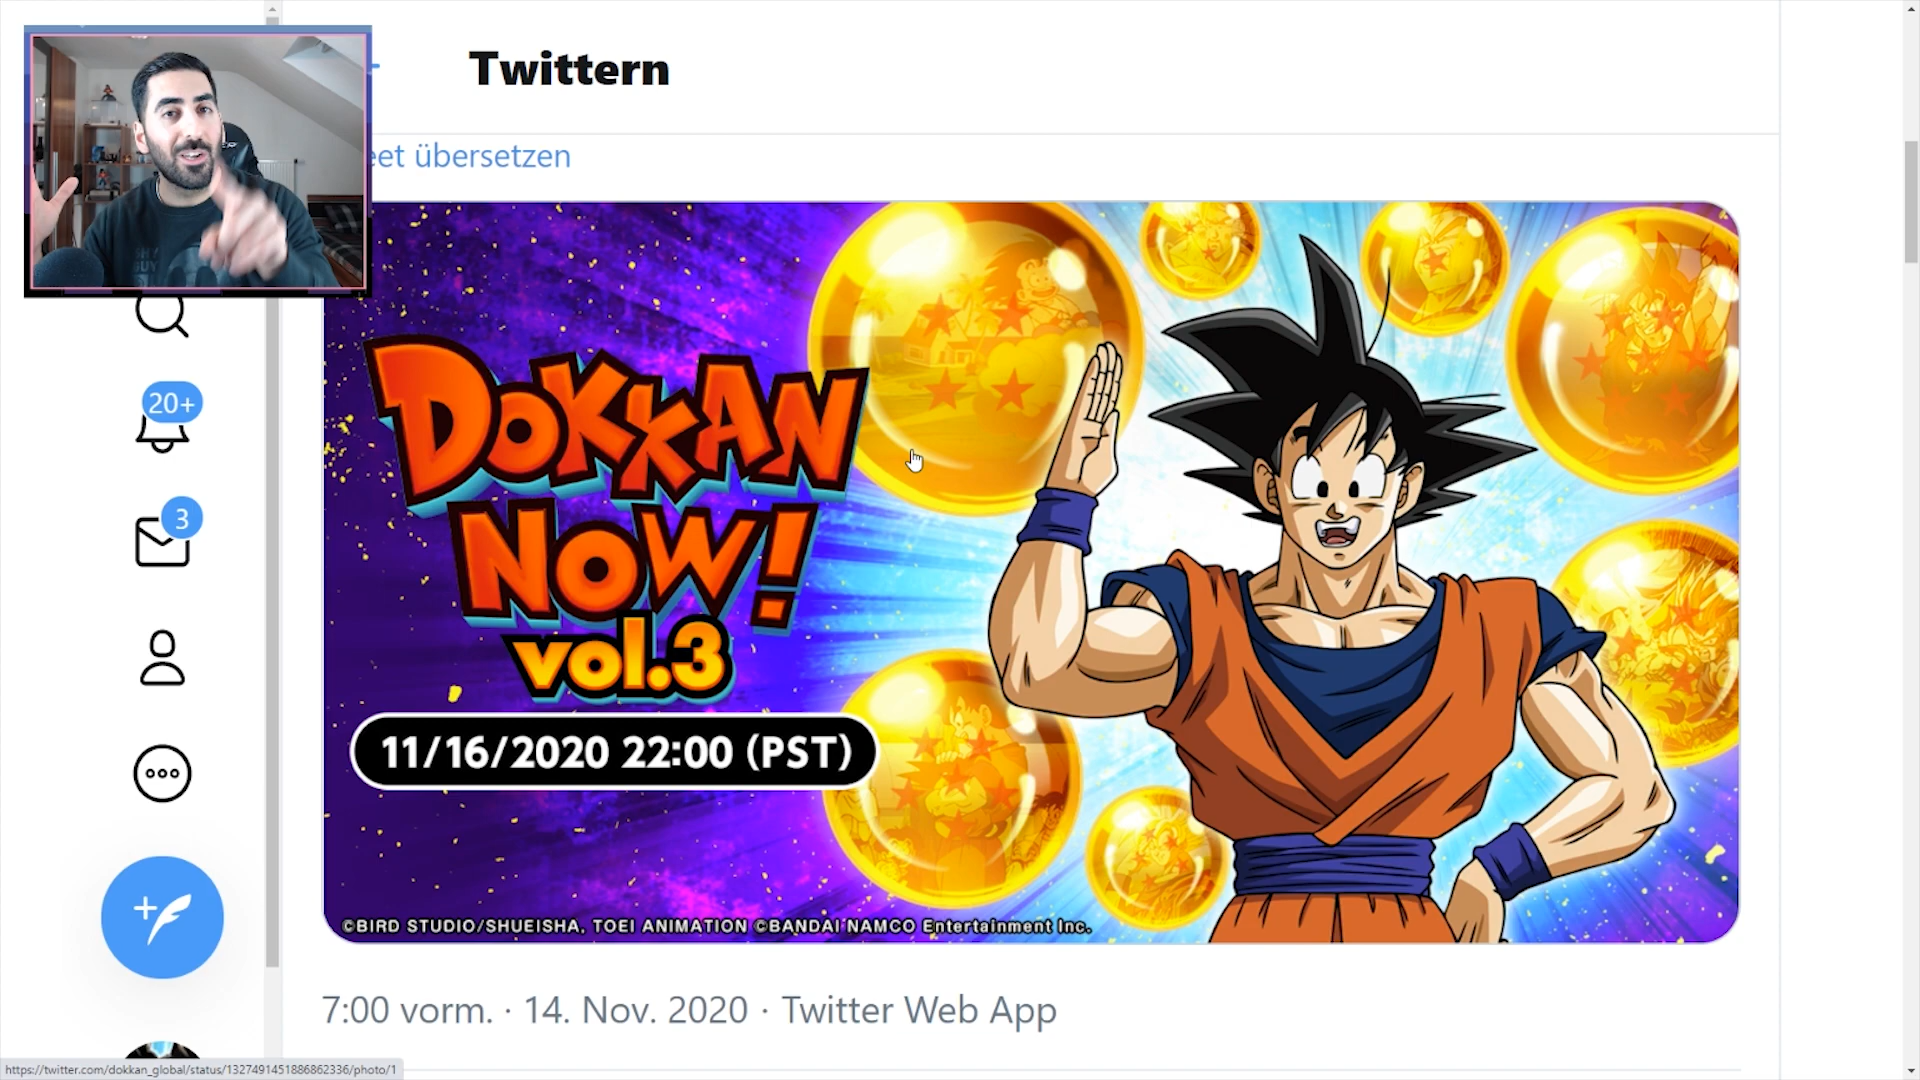 Twittern
eet übersetzen
20+
3
DOKKAN
NOW!
vol.3
11/16/2020 22:00 (PST)
©BIRD STUDIO/SHUEISHA, TOEI ANIMATION ©BANDAI NAMCO Entertainment Inc.
7:00 vorm. · 14. Nov. 2020 · Twitter Web App
https://twitter.com/dokkan_global/status/1327491451886862336/photo/1